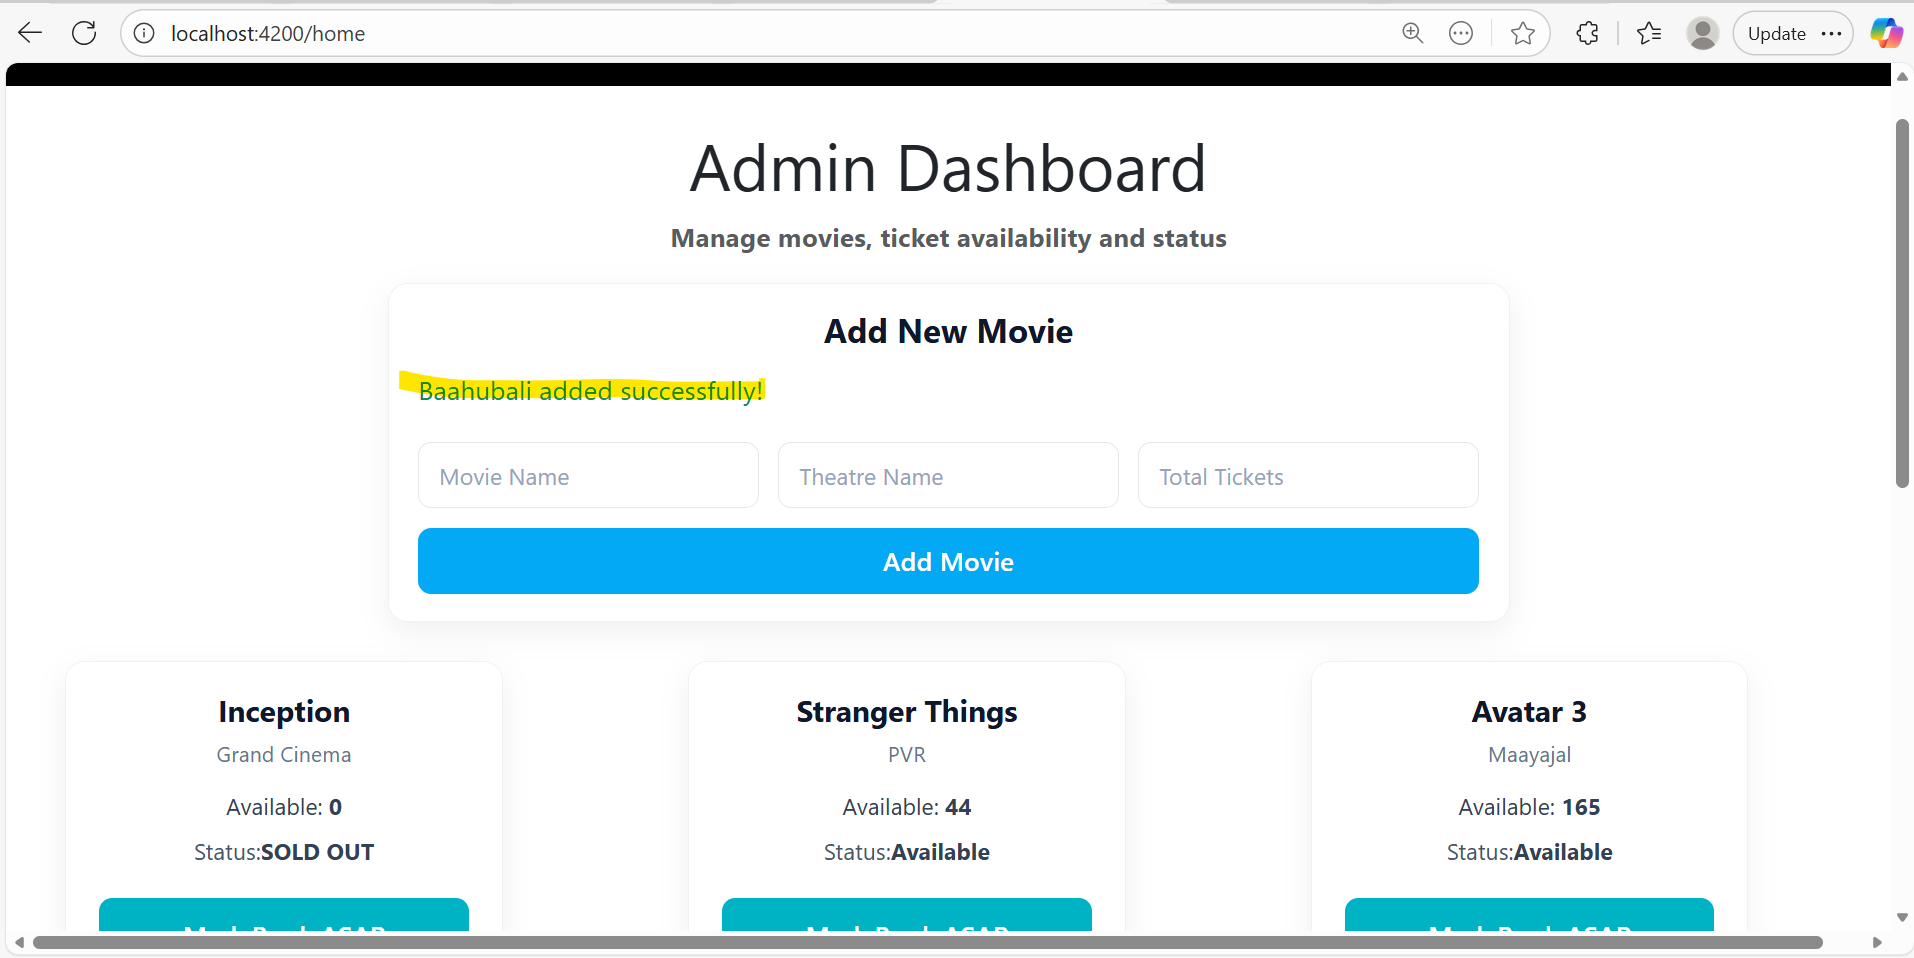 localhost:4200/home
Update
Admin Dashboard
Manage movies, ticket availability and status
Add New Movie
Baahubali added successfully!
Movie Name Theatre Name Total Tickets
Add Movie
Inception Stranger Things Avatar 3
Grand Cinema PVR Maayajal
Available: 0 Available: 44 Available: 165
Status:SOLD OUT Status:Available Status:Available